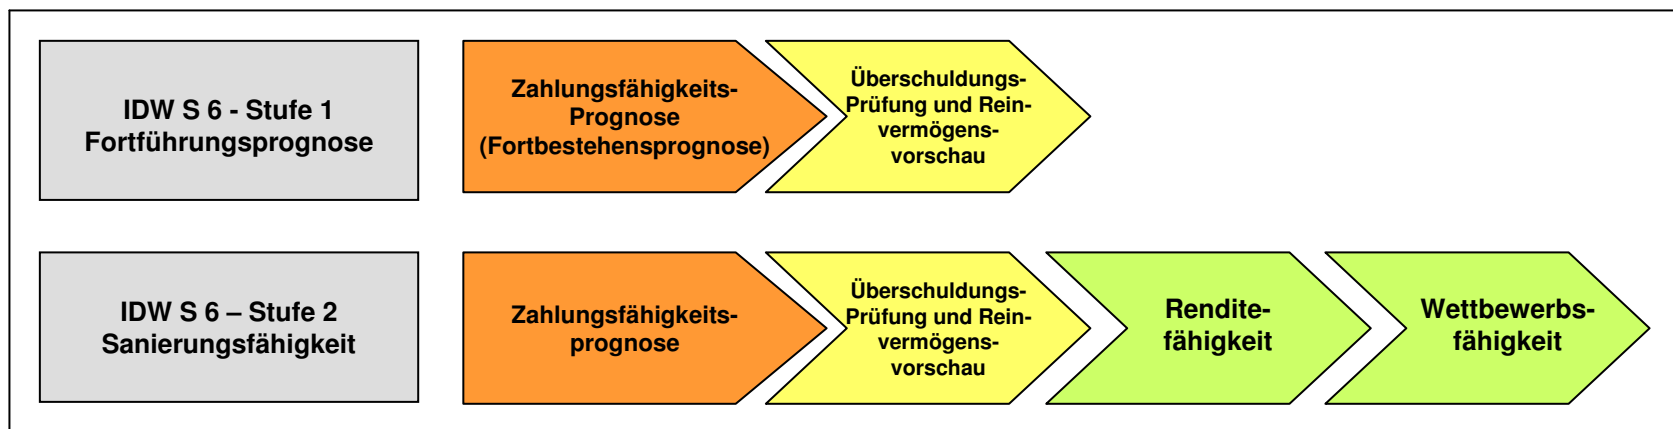 IDW S 6 - Stufe 1
Fortführungsprognose
Zahlungsfähigkeits-
Prognose
(Fortbestehensprognose)
Überschuldungs-
Prüfung und Rein-
vermögens-
vorschau
IDW S 6 – Stufe 2
Sanierungsfähigkeit
Zahlungsfähigkeits-
prognose
Überschuldungs-
Prüfung und Rein-
vermögens-
vorschau
Rendite-
fähigkeit
Wettbewerbs-
fähigkeit